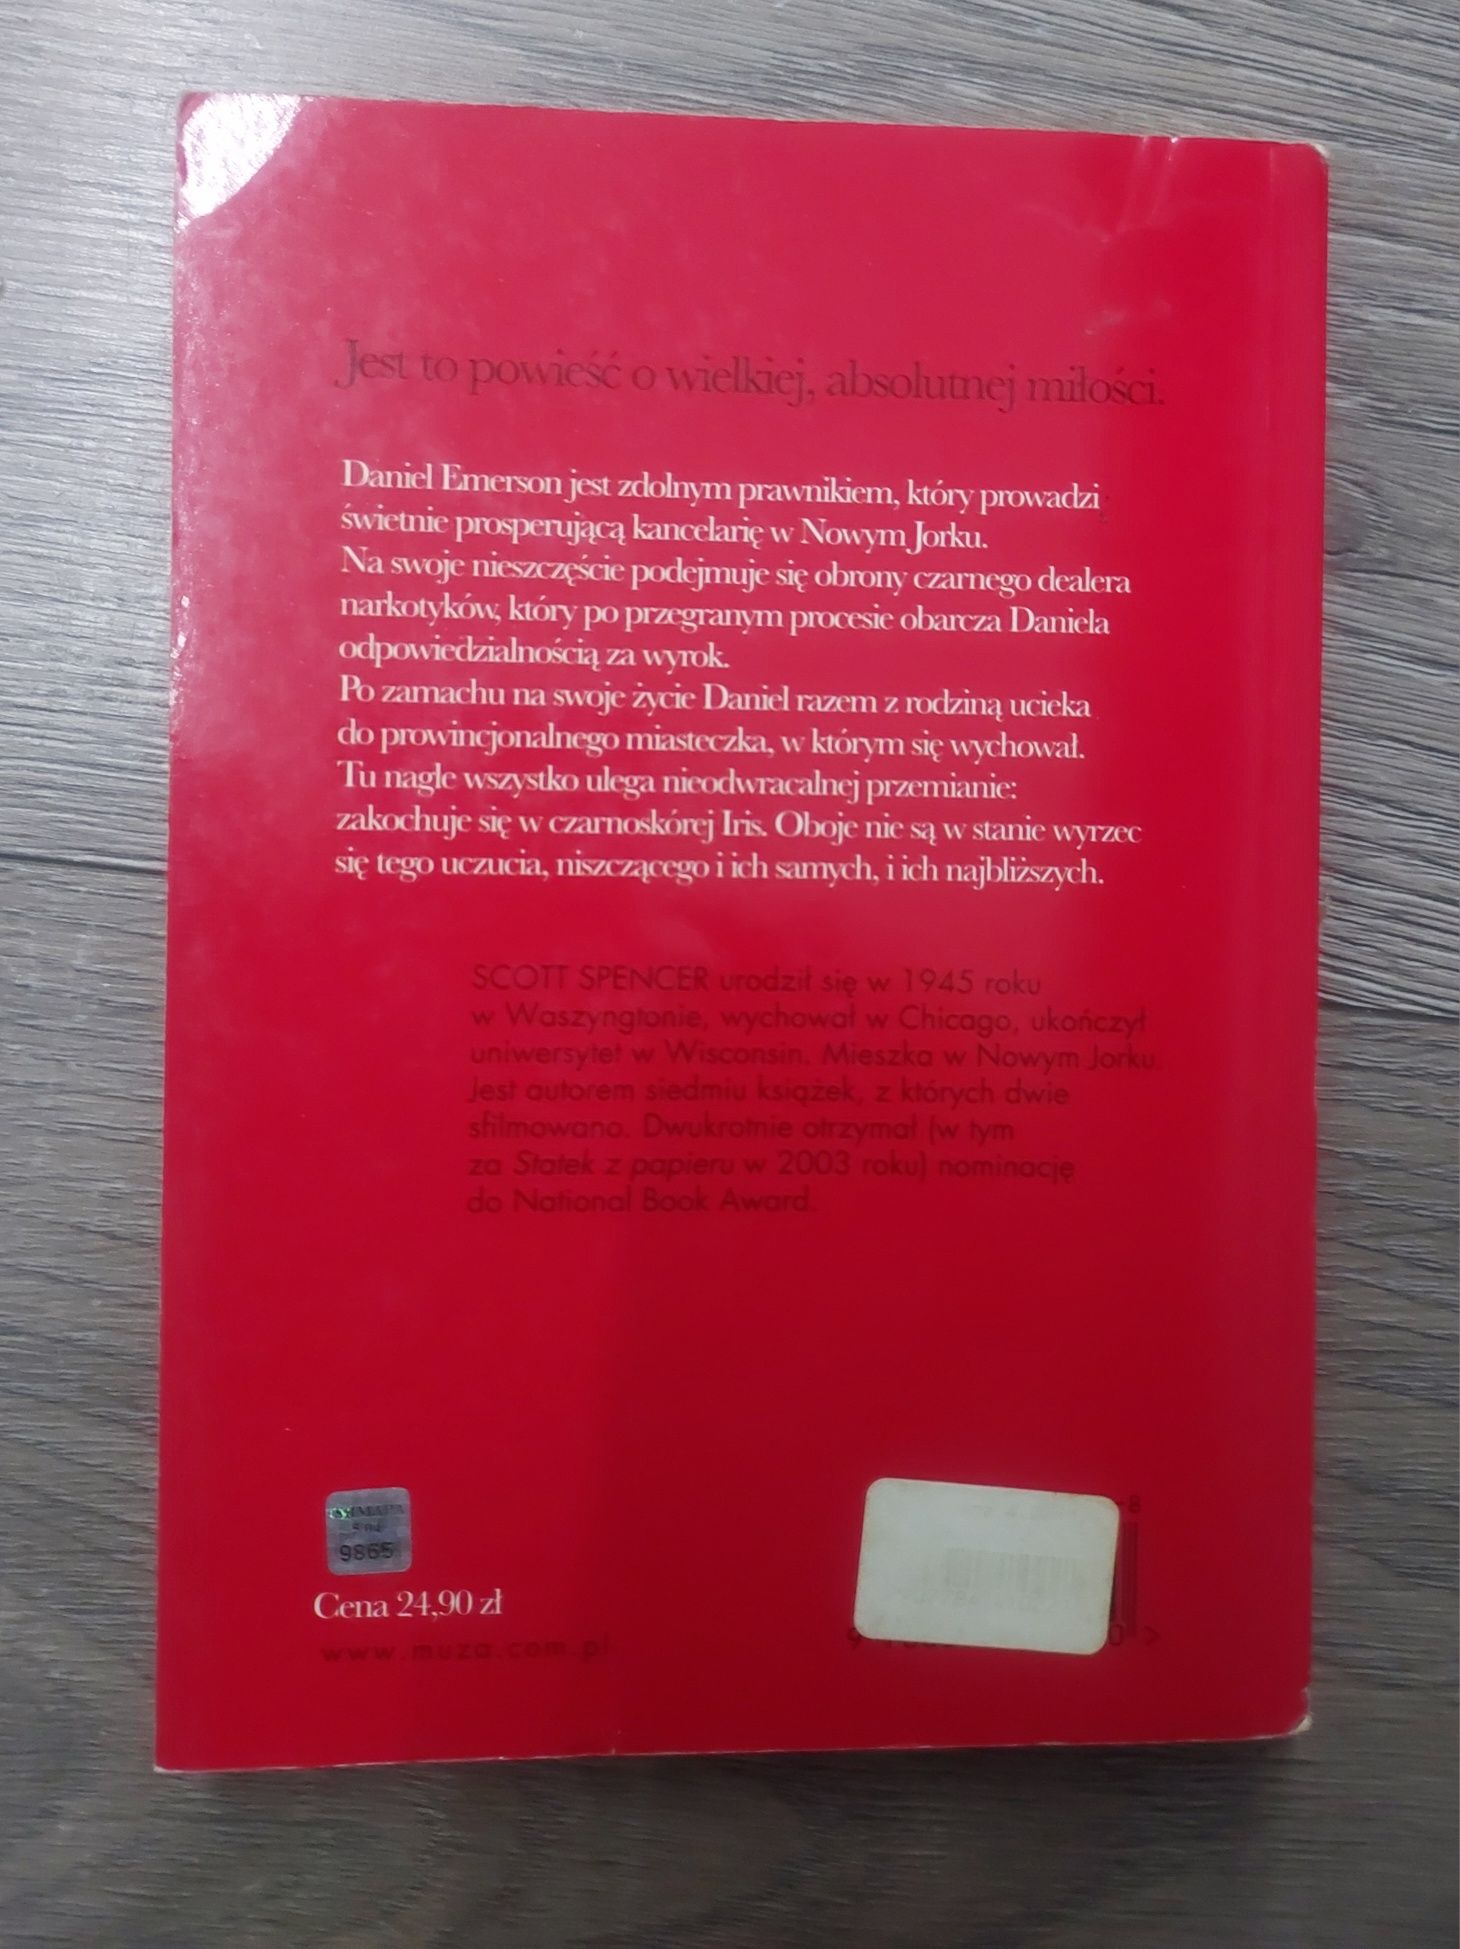 Jest to powieść o wielkiej, absolutnej miłości.
Daniel Emerson jest zdolnym prawnikiem, który prowadzi
świetnie prosperującą kancelarię w Nowym Jorku.
Na swoje nieszczęście podejmuje się obrony czarnego dealera
narkotyków, który po przegranym procesie obarcza Daniela
odpowiedzialnością za wyrok.
Po zamachu na swoje życie Daniel razem z rodziną ucieka
do prowincjonalnego miasteczka, w którym się wychował.
Tu nagle wszystko ulega nieodwracalnej przemianie:
zakochuje się w czarnoskórej Iris. Oboje nie są w stanie wyrzec
się tego uczucia, niszczącego i ich samych, i ich najbliższych.
SCOTT SPENCER urodził się w 1945 roku
w Waszyngtonie, wychował w Chicago, ukończył
uniwersytet w Wisconsin. Mieszka w Nowym Jorku.
Jest autorem siedmiu książek, z których dwie
sfilmowano. Dwukrotnie otrzymał (w tym
za Statek z papieru w 2003 roku) nominację
do National Book Award.
9865
Cena 24,90 zł
www.muza.com.pl
-8
9
0 >